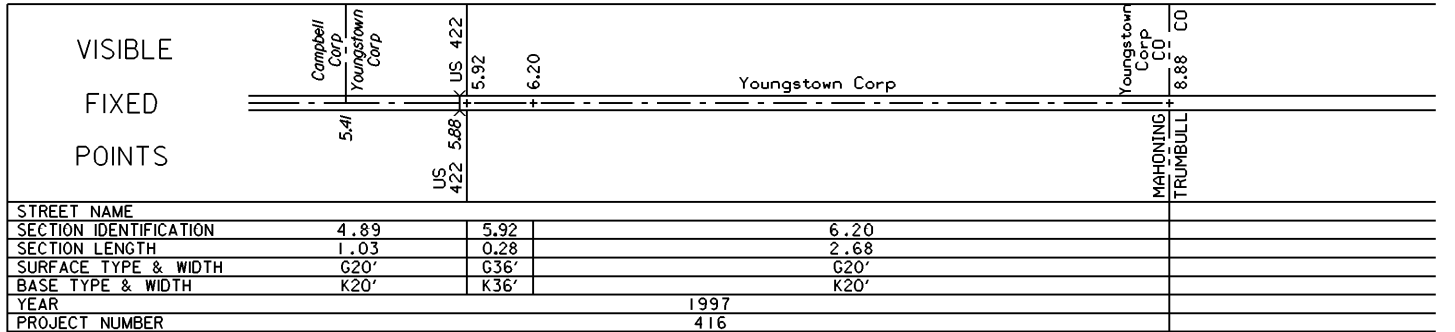 VISIBLE
FIXED
POINTS
Campbell
Corp
Youngstown
Corp
US 422
5.92
6.20
Youngstown Corp
Youngstown
Corp
CO
8.88 CO
5.41
5.88
US
422
MAHONING
TRUMBULL
STREET NAME
SECTION IDENTIFICATION 4.89 5.92 6.20
SECTION LENGTH 1.03 0.28 2.68
SURFACE TYPE & WIDTH G20' G36' G20'
BASE TYPE & WIDTH K20' K36' K20'
YEAR 1997
PROJECT NUMBER 416